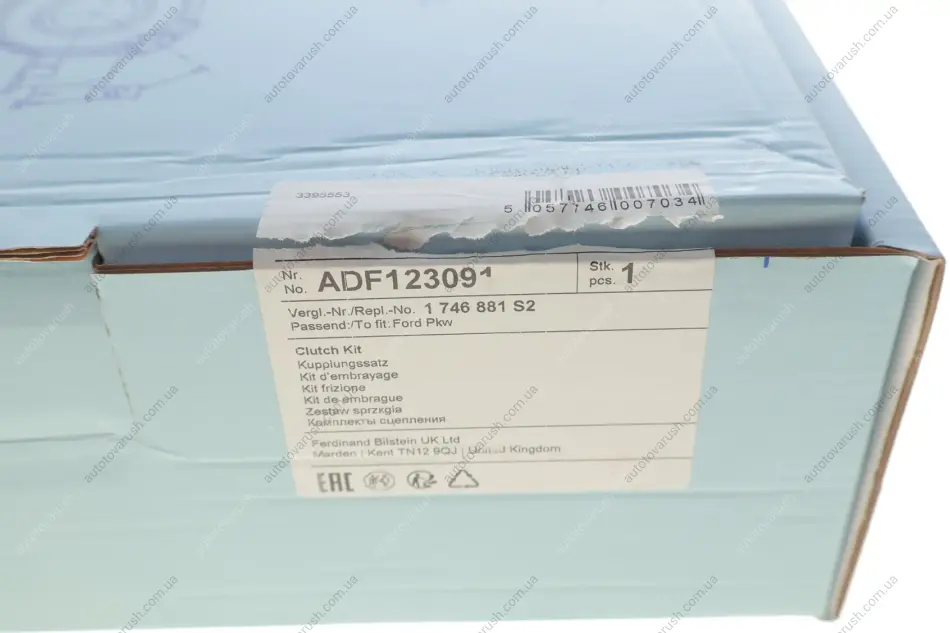 3395553
5 057746 007034
Nr.
No. ADF123091
Stk.
pcs. 1
Vergl.-Nr./Repl.-No. 1 746 881 S2
Passend:/To fit: Ford Pkw
Clutch Kit
Kupplungssatz
Kit d'embrayage
Kit frizione
Kit de embrague
Zestaw sprzęgła
Комплекты сцепления
Ferdinand Bilstein UK Ltd
Marden | Kent TN12 9QJ | United Kingdom
EAC
autotovarush.com.ua